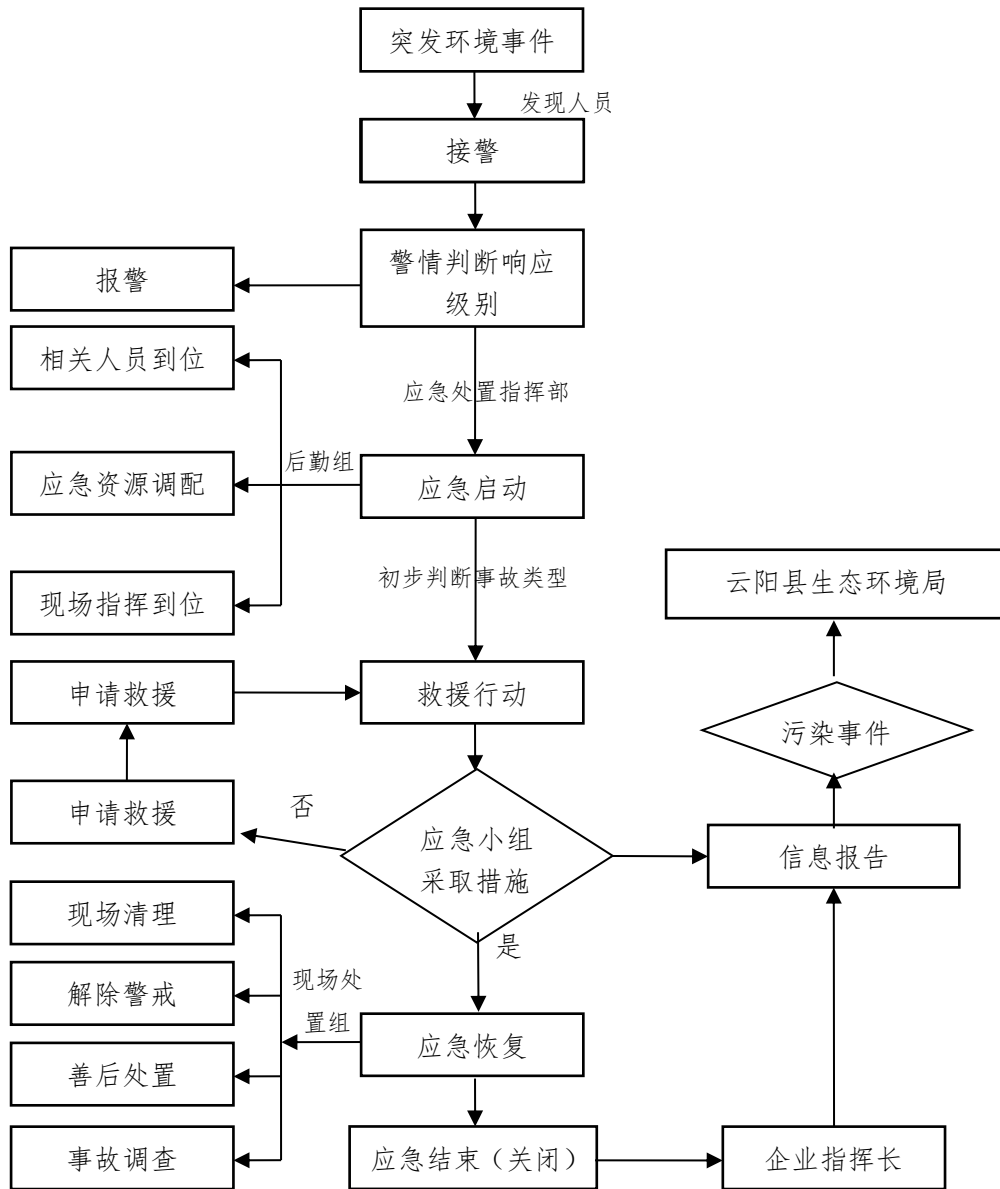 突发环境事件
发现人员
接警
警情判断响应
级别
报警
相关人员到位
应急处置指挥部
后勤组
应急资源调配
应急启动
初步判断事故类型
云阳县生态环境局
现场指挥到位
申请救援
救援行动
污染事件
申请救援
否
应急小组
采取措施
信息报告
现场清理
是
解除警戒
现场处
置组
应急恢复
善后处置
事故调查
应急结束（关闭）
企业指挥长